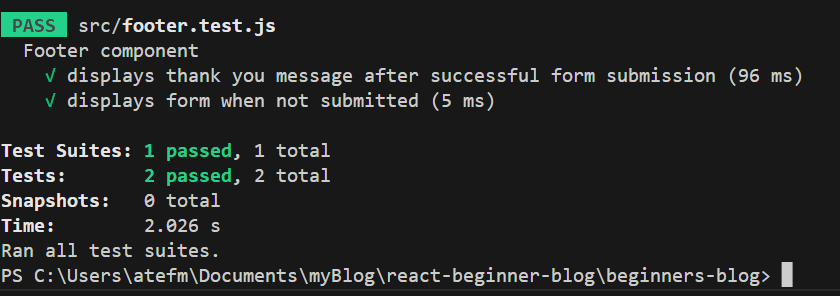 PASS src/footer.test.js
Footer component
√ displays thank you message after successful form submission (96 ms)
√ displays form when not submitted (5 ms)
Test Suites: 1 passed, 1 total
Tests: 2 passed, 2 total
Snapshots: 0 total
Time: 2.026 s
Ran all test suites.
PS C:\Users\atefm\Documents\myBlog\react-beginner-blog\beginners-blog>